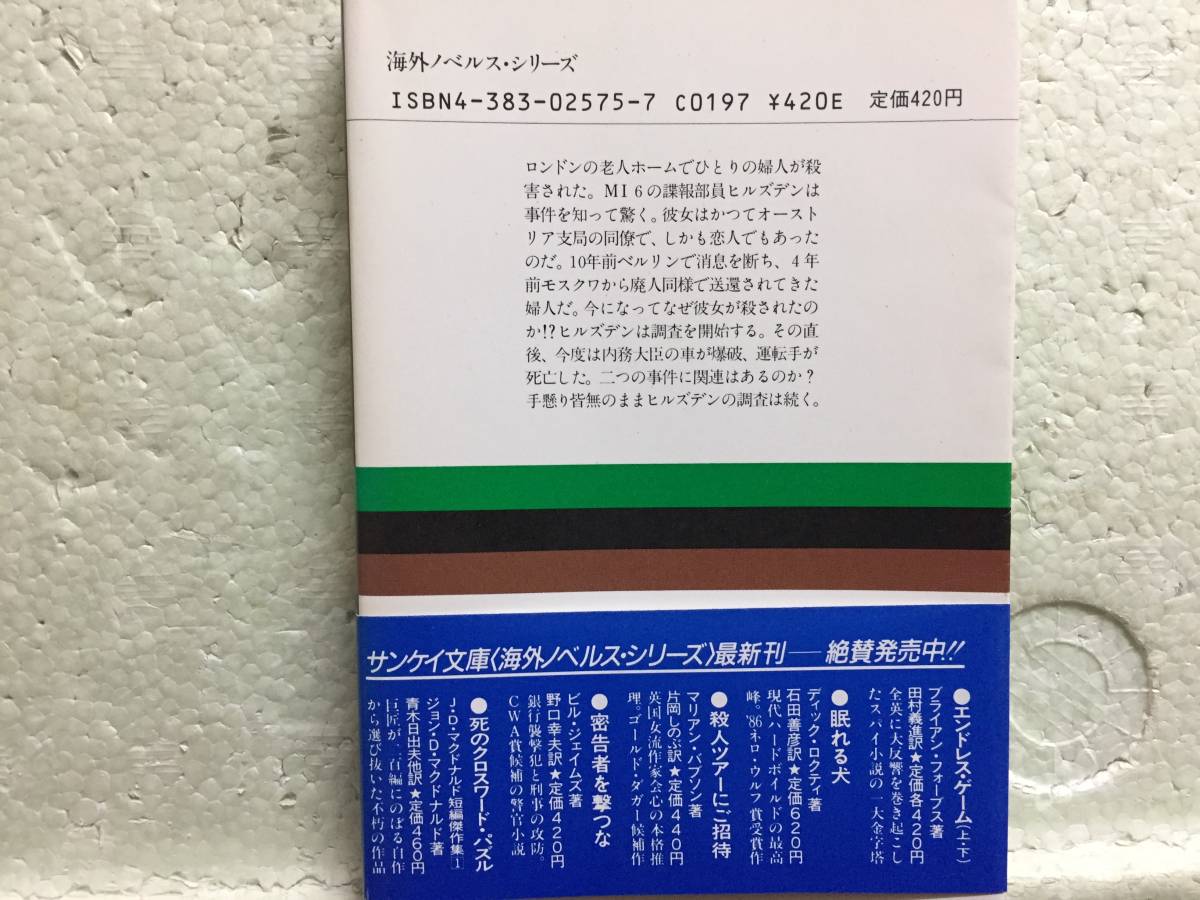 海外ノベルス・シリーズ
ISBN4-383-02575-7 C0197 ¥420E 定価420円
ロンドンの老人ホームでひとりの婦人が殺
害された。MI6の諜報部員ヒルズデンは
事件を知って驚く。彼女はかつてオースト
リア支局の同僚で、しかも恋人でもあった
のだ。10年前ベルリンで消息を断ち、4年
前モスクワから廃人同様で送還されてきた
婦人だ。今になってなぜ彼女が殺されたの
か!?ヒルズデンは調査を開始する。その直
後、今度は内務大臣の車が爆破、運転手が
死亡した。二つの事件に関連はあるのか?
手懸り皆無のままヒルズデンの調査は続く。
サンケイ文庫〈海外ノベルス・シリーズ〉最新刊——絶賛発売中!!
●エンドレス・ゲーム(上・下)
ブライアン・フォーブス著
田村義進訳★定価各420円
全英に大反響を巻き起こし
たスパイ小説の一大金字塔
●眠れる犬
ディック・ロクティ著
石田善彦訳★定価620円
現代ハードボイルドの最高
峰。'86ネロ・ウルフ賞受賞作
●殺人ツアーにご招待
マリアン・バブソン著
片岡しのぶ訳★定価440円
英国女流作家会心の本格推
理。ゴールド・ダガー候補作
●密告者を撃つな
ビル・ジェイムズ著
野口幸夫訳★定価420円
銀行襲撃犯と刑事の攻防。
CWA賞候補の警官小説
●死のクロスワード・パズル
J・D・マクドナルド短編傑作集1
ジョン・D・マクドナルド著
青木日出夫他訳★定価460円
巨匠が、二百編にのぼる自作
から選び抜いた不朽の作品